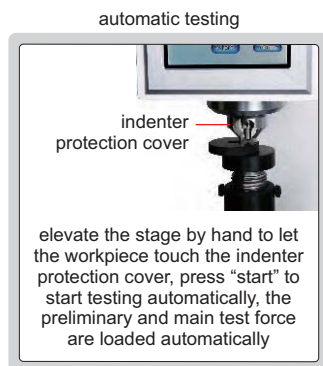 automatic testing
indenter
protection cover
elevate the stage by hand to let
the workpiece touch the indenter
protection cover, press “start” to
start testing automatically, the
preliminary and main test force
are loaded automatically